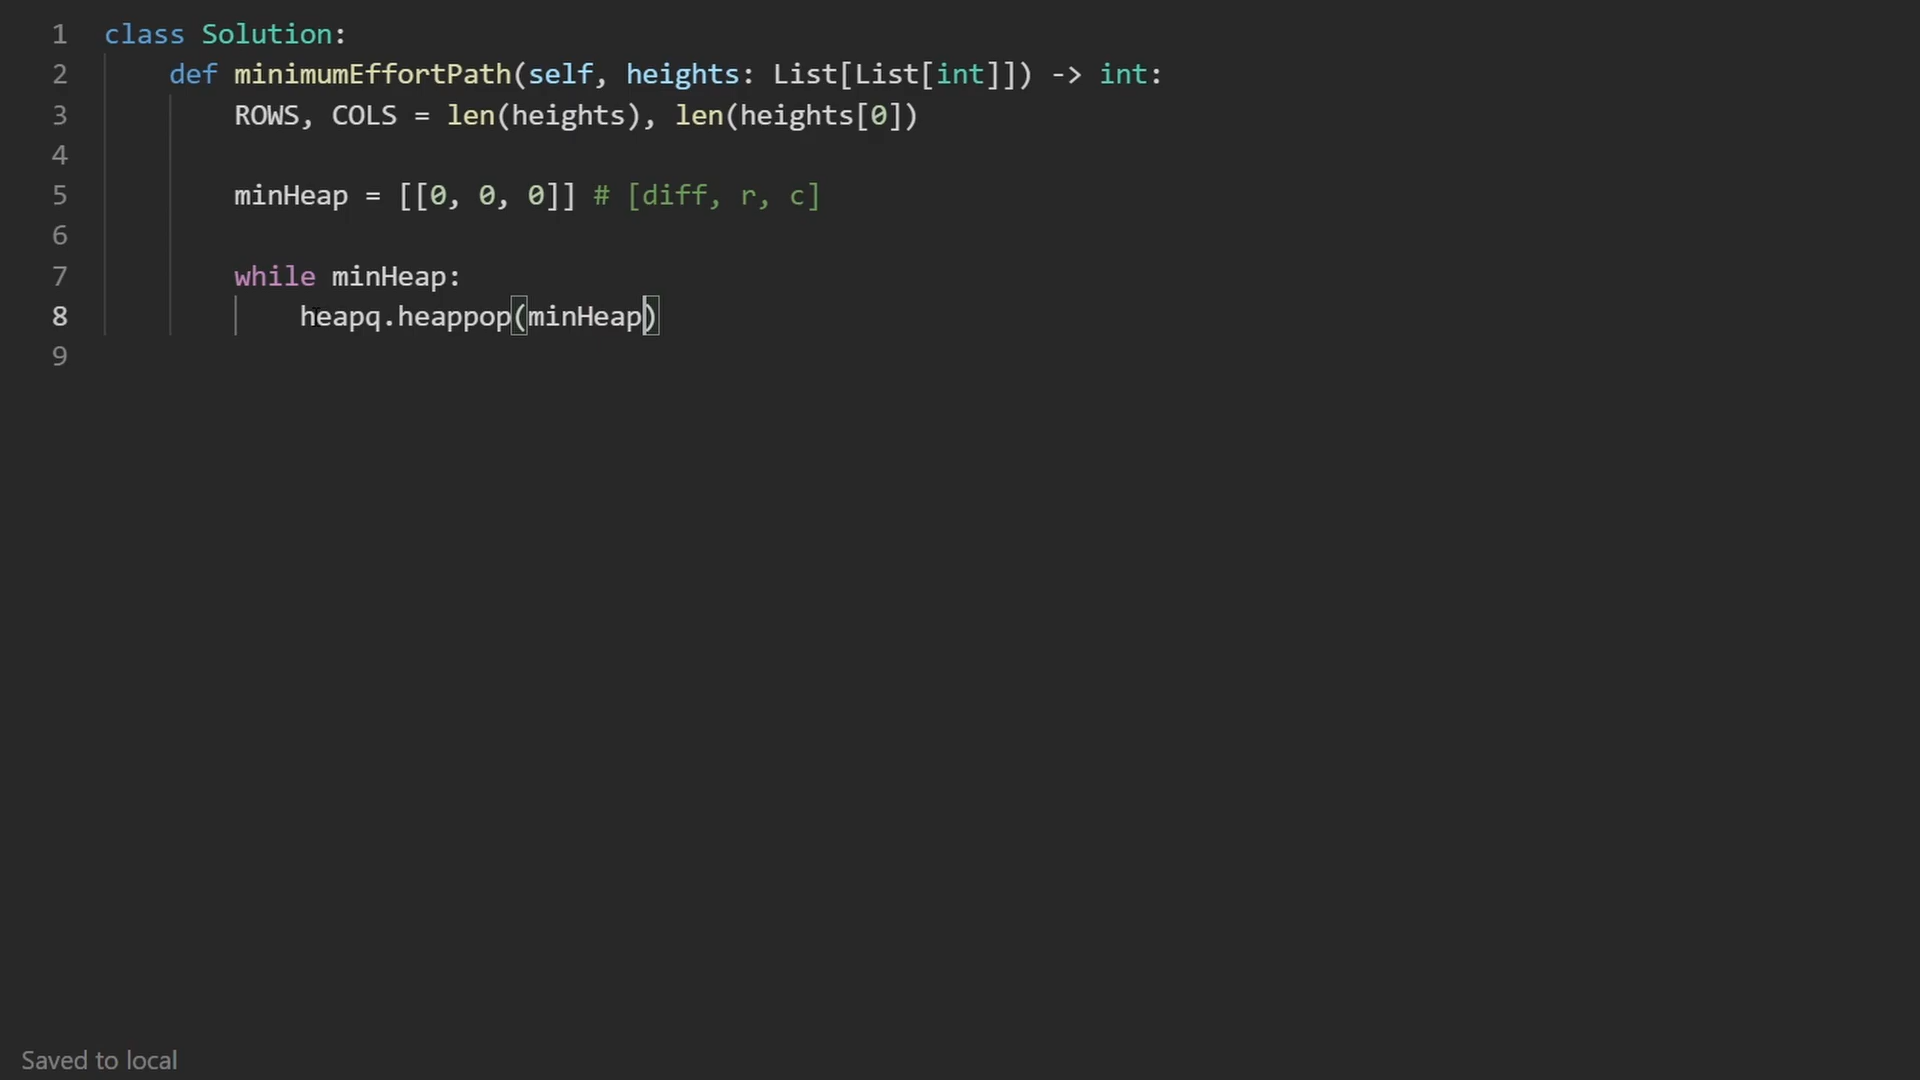 1 class Solution:
2 def minimumEffortPath(self, heights: List[List[int]]) -> int:
3 ROWS, COLS = len(heights), len(heights[0])
4
5 minHeap = [[0, 0, 0]] # [diff, r, c]
6
7 while minHeap:
8 heapq.heappop(minHeap)
9
Saved to local